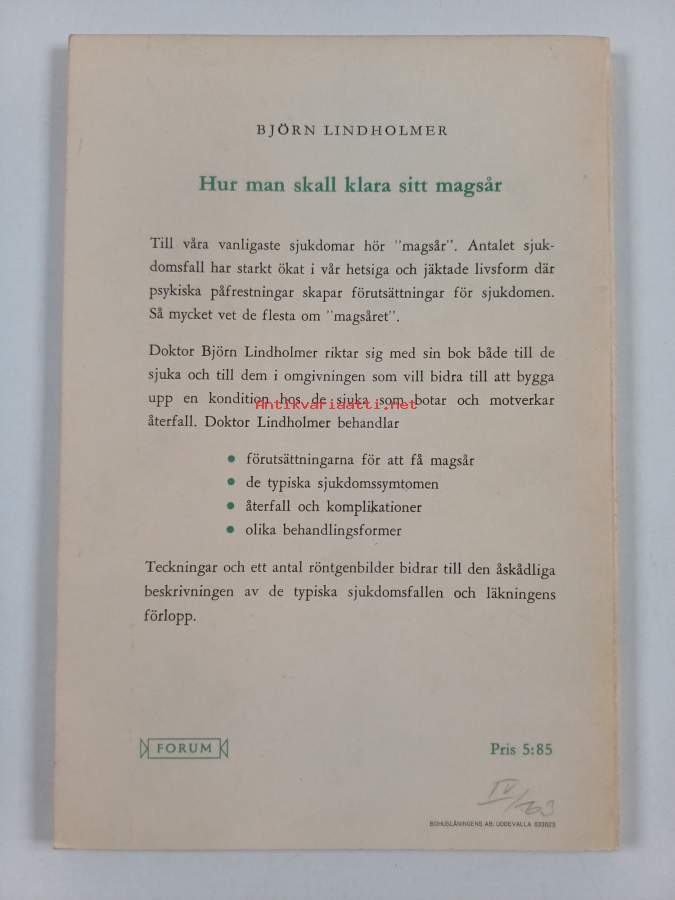 BJÖRN LINDHOLMER
Hur man skall klara sitt magsår
Till våra vanligaste sjukdomar hör ”magsår”. Antalet sjuk-
domsfall har starkt ökat i vår hetsiga och jäktade livsform där
psykiska påfrestningar skapar förutsättningar för sjukdomen.
Så mycket vet de flesta om ”magsåret”.
Doktor Björn Lindholmer riktar sig med sin bok både till de
sjuka och till dem i omgivningen som vill bidra till att bygga
upp en kondition hos de sjuka som botar och motverkar
Antikvariaatti.net
återfall. Doktor Lindholmer behandlar
• förutsättningarna för att få magsår
• de typiska sjukdomssymtomen
• återfall och komplikationer
• olika behandlingsformer
Teckningar och ett antal röntgenbilder bidrar till den åskådliga
beskrivningen av de typiska sjukdomsfallen och läkningens
förlopp.
FORUM
Pris 5:85
IV/
BOHUSLÄNINGENS AB, UDDEVALLA